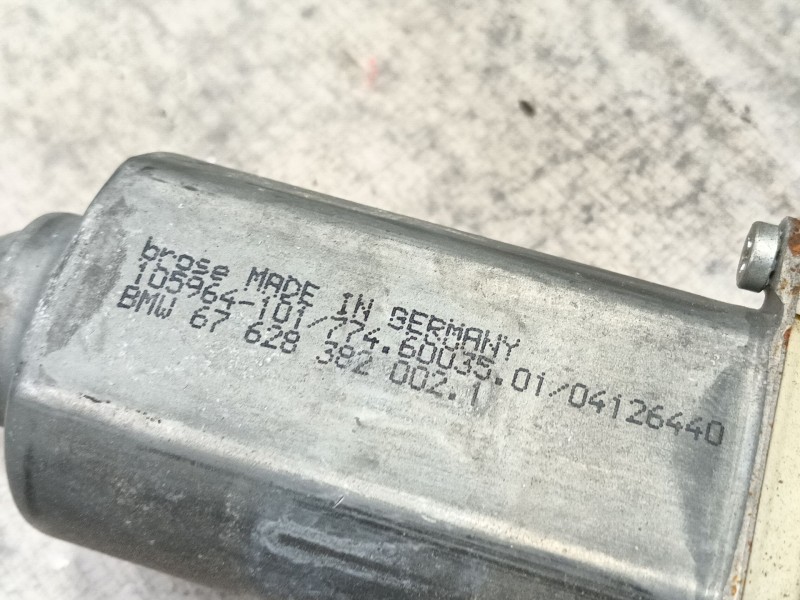 brose MADE IN GERMANY
105964-101/774.60035.01/04126440
BMW 67 628 382 002.1